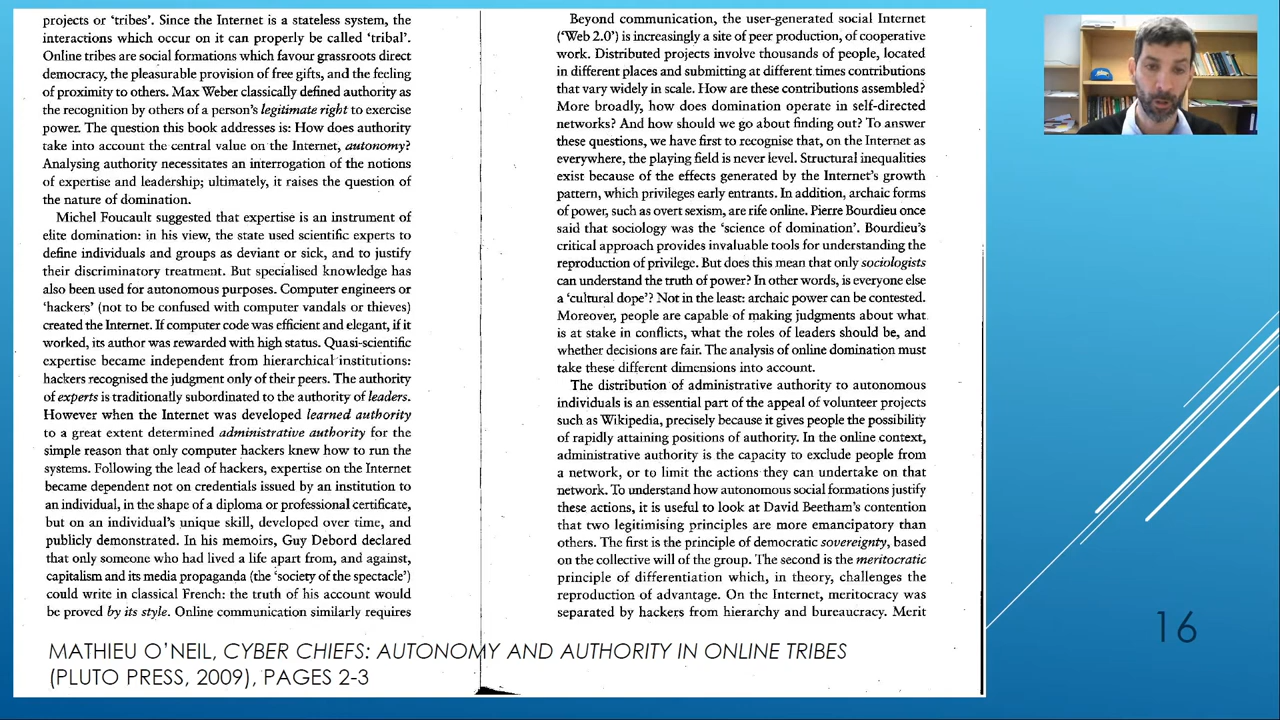 projects or ‘tribes’. Since the Internet is a stateless system, the
interactions which occur on it can properly be called ‘tribal’.
Online tribes are social formations which favour grassroots direct
democracy, the pleasurable provision of free gifts, and the feeling
of proximity to others. Max Weber classically defined authority as
the recognition by others of a person’s legitimate right to exercise
power. The question this book addresses is: How does authority
take into account the central value on the Internet, autonomy?
Analysing authority necessitates an interrogation of the notions
of expertise and leadership; ultimately, it raises the question of
the nature of domination.
Michel Foucault suggested that expertise is an instrument of
elite domination: in his view, the state used scientific experts to
define individuals and groups as deviant or sick, and to justify
their discriminatory treatment. But specialised knowledge has
also been used for autonomous purposes. Computer engineers or
‘hackers’ (not to be confused with computer vandals or thieves)
created the Internet. If computer code was efficient and elegant, if it
worked, its author was rewarded with high status. Quasi-scientific
expertise became independent from hierarchical institutions:
hackers recognised the judgment only of their peers. The authority
of experts is traditionally subordinated to the authority of leaders.
However when the Internet was developed learned authority
to a great extent determined administrative authority for the
simple reason that only computer hackers knew how to run the
systems. Following the lead of hackers, expertise on the Internet
became dependent not on credentials issued by an institution to
an individual, in the shape of a diploma or professional certificate,
but on an individual’s unique skill, developed over time, and
publicly demonstrated. In his memoirs, Guy Debord declared
that only someone who had lived a life apart from, and against,
capitalism and its media propaganda (the ‘society of the spectacle’)
could write in classical French: the truth of his account would
be proved by its style. Online communication similarly requires
Beyond communication, the user-generated social Internet
(‘Web 2.0’) is increasingly a site of peer production, of cooperative
work. Distributed projects involve thousands of people, located
in different places and submitting at different times contributions
that vary widely in scale. How are these contributions assembled?
More broadly, how does domination operate in self-directed
networks? And how should we go about finding out? To answer
these questions, we have first to recognise that, on the Internet as
everywhere, the playing field is never level. Structural inequalities
exist because of the effects generated by the Internet’s growth
pattern, which privileges early entrants. In addition, archaic forms
of power, such as overt sexism, are rife online. Pierre Bourdieu once
said that sociology was the ‘science of domination’. Bourdieu’s
critical approach provides invaluable tools for understanding the
reproduction of privilege. But does this mean that only sociologists
can understand the truth of power? In other words, is everyone else
a ‘cultural dope’? Not in the least: archaic power can be contested.
Moreover, people are capable of making judgments about what
is at stake in conflicts, what the roles of leaders should be, and
whether decisions are fair. The analysis of online domination must
take these different dimensions into account.
The distribution of administrative authority to autonomous
individuals is an essential part of the appeal of volunteer projects
such as Wikipedia, precisely because it gives people the possibility
of rapidly attaining positions of authority. In the online context,
administrative authority is the capacity to exclude people from
a network, or to limit the actions they can undertake on that
network. To understand how autonomous social formations justify
these actions, it is useful to look at David Beetham’s contention
that two legitimising principles are more emancipatory than
others. The first is the principle of democratic sovereignty, based
on the collective will of the group. The second is the meritocratic
principle of differentiation which, in theory, challenges the
reproduction of advantage. On the Internet, meritocracy was
separated by hackers from hierarchy and bureaucracy. Merit
MATHIEU O’NEIL, CYBER CHIEFS: AUTONOMY AND AUTHORITY IN ONLINE TRIBES
(PLUTO PRESS, 2009), PAGES 2-3
16